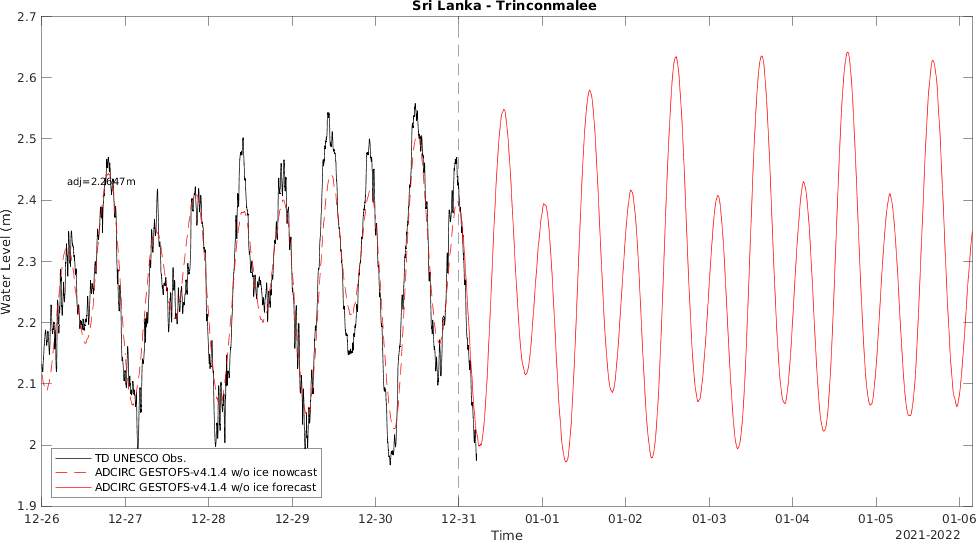 Sri Lanka - Trinconmalee
2.7
2.6
2.5
2.4
2.3
2.2
2.1
2
1.9
Water Level (m)
adj=2.2647m
TD UNESCO Obs.
ADCIRC GESTOFS-v4.1.4 w/o ice nowcast
ADCIRC GESTOFS-v4.1.4 w/o ice forecast
12-26 12-27 12-28 12-29 12-30 12-31 01-01 01-02 01-03 01-04 01-05 01-06
Time
2021-2022